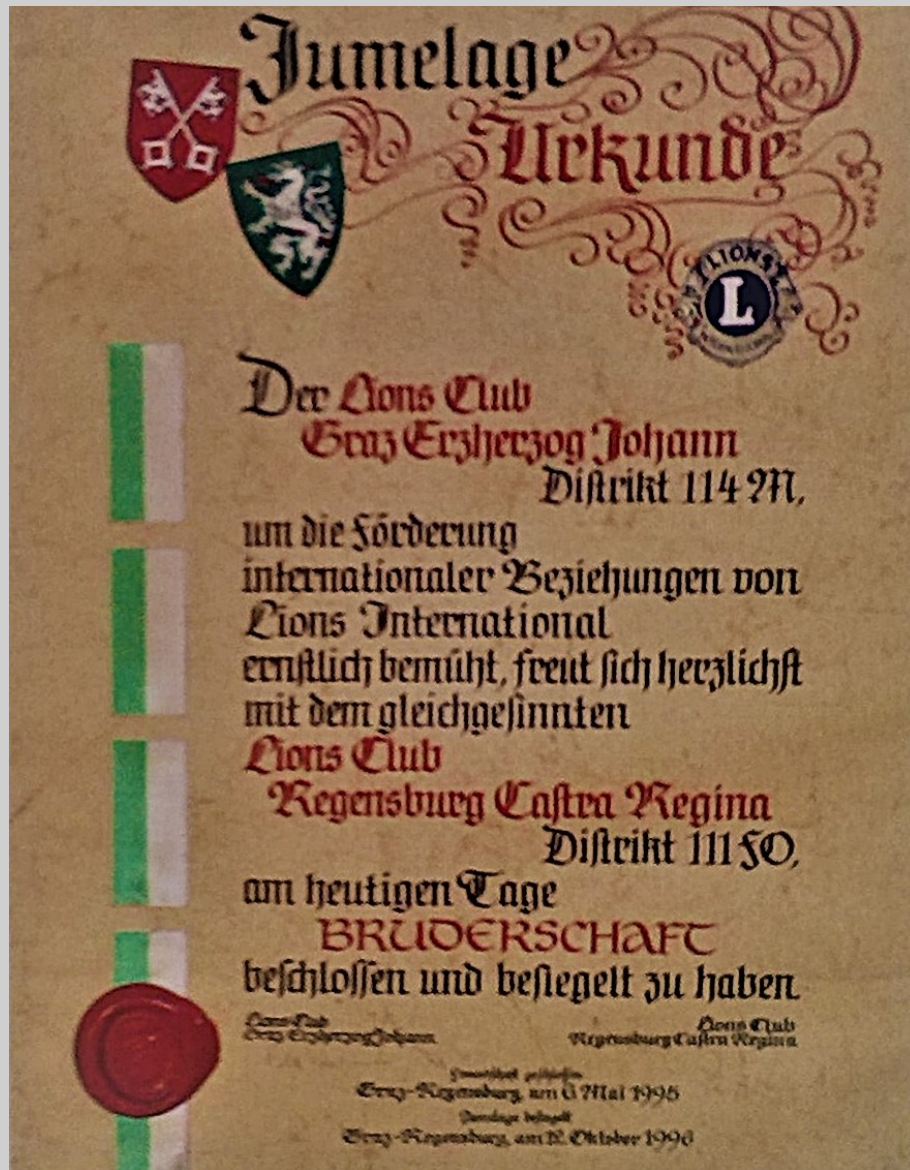 Jumelage
Urkunde
LIONS
L
Der Lions Club
Graz Erzherzog Johann
Distrikt 114 M,
um die Förderung
internationaler Beziehungen von
Lions International
ernstlich bemüht, freut sich herzlichst
mit dem gleichgesinnten
Lions Club
Regensburg Castra Regina
Distrikt 111 SO,
am heutigen Tage
BRUDERSCHAFT
beschlossen und besiegelt zu haben.
Lions Club
Graz Erzherzog Johann
Lions Club
Regensburg Castra Regina
Graz-Regensburg, am 6. Mai 1995
Jumelage besiegelt
Graz-Regensburg, am 12. Oktober 1996